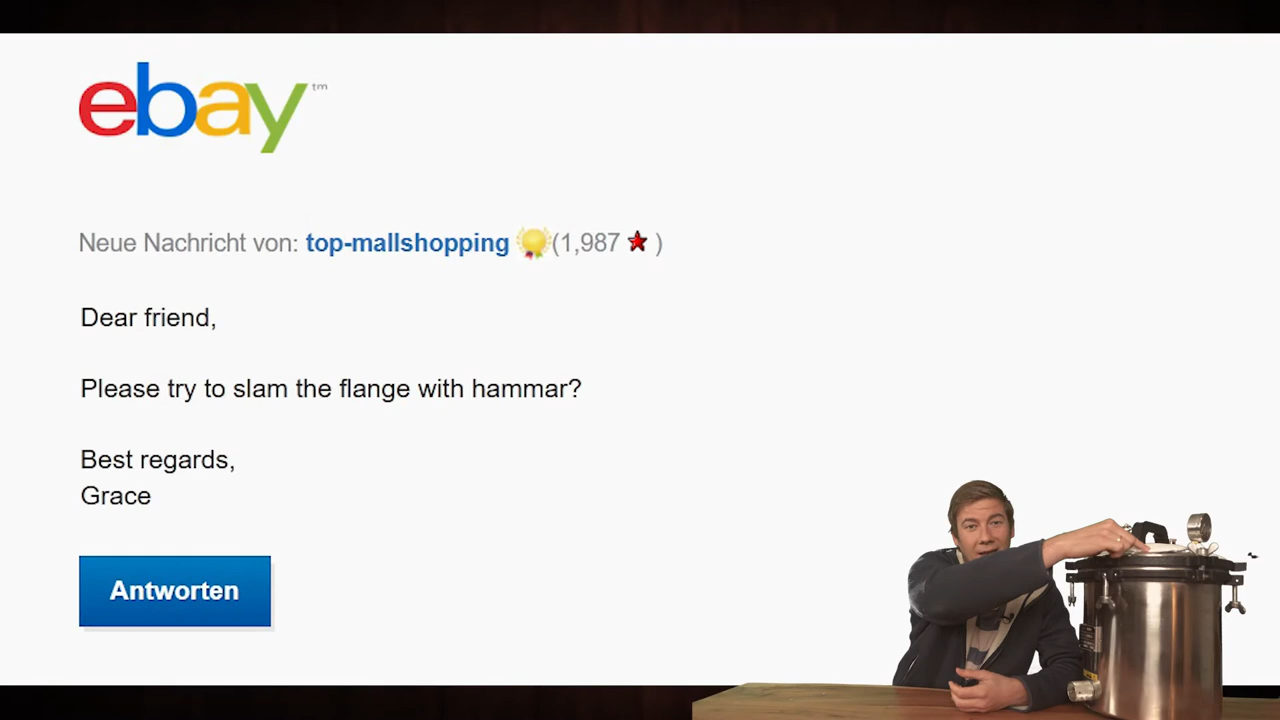 ebay™
Neue Nachricht von: top-mallshopping (1,987 ★ )
Dear friend,
Please try to slam the flange with hammar?
Best regards,
Grace
Antworten